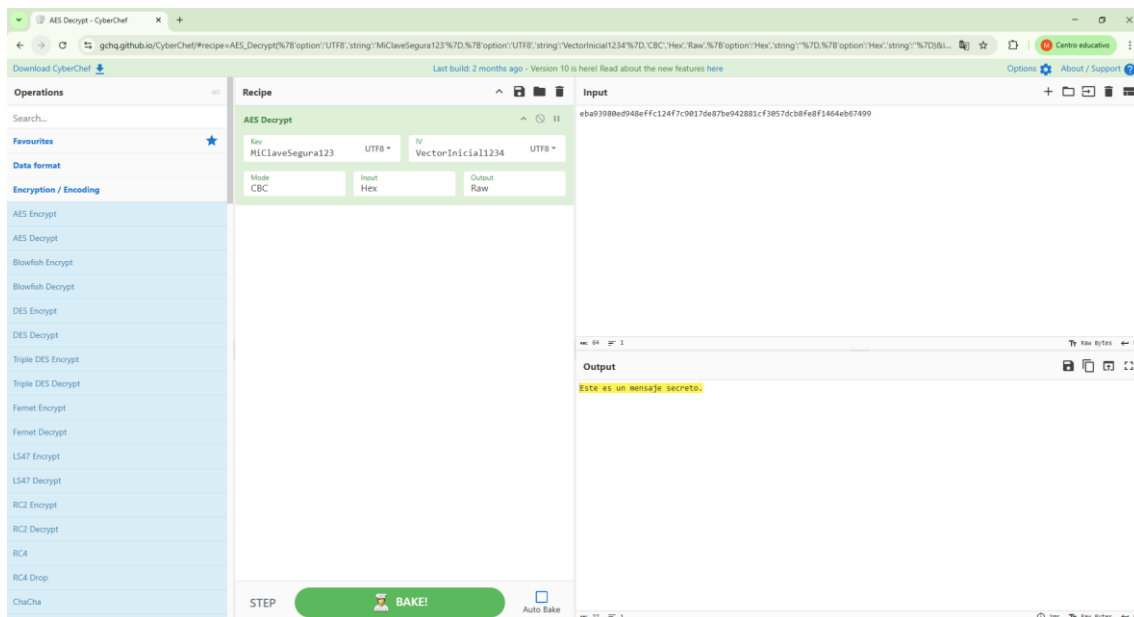 AES Decrypt - CyberChef
gchq.github.io/CyberChef/#recipe=AES_Decrypt(%7B'option':'UTF8','string':'MiClaveSegura123'%7D,%7B'option':'UTF8','string':'VectorInicial1234'%7D,'CBC','Hex','Raw',%7B'option':'Hex','string':''%7D,%7B'option':'Hex','string':''%7D)&i...
Centro educativo
Download CyberChef
Last build: 2 months ago - Version 10 is here! Read about the new features here
Options
About / Support
Operations
Recipe
Input
Search...
Favourites
Data format
Encryption / Encoding
AES Encrypt
AES Decrypt
Blowfish Encrypt
Blowfish Decrypt
DES Encrypt
DES Decrypt
Triple DES Encrypt
Triple DES Decrypt
Fernet Encrypt
Fernet Decrypt
LS47 Encrypt
LS47 Decrypt
RC2 Encrypt
RC2 Decrypt
RC4
RC4 Drop
ChaCha
AES Decrypt
Key
MiClaveSegura123
UTF8
IV
VectorInicial1234
UTF8
Mode
CBC
Input
Hex
Output
Raw
STEP
BAKE!
Auto Bake
eba93980ed948effc124f7c9017de87be942881cf3057dcb8fe8f1464eb67499
64
1
Raw Bytes
Output
Este es un mensaje secreto.
1
Raw Bytes